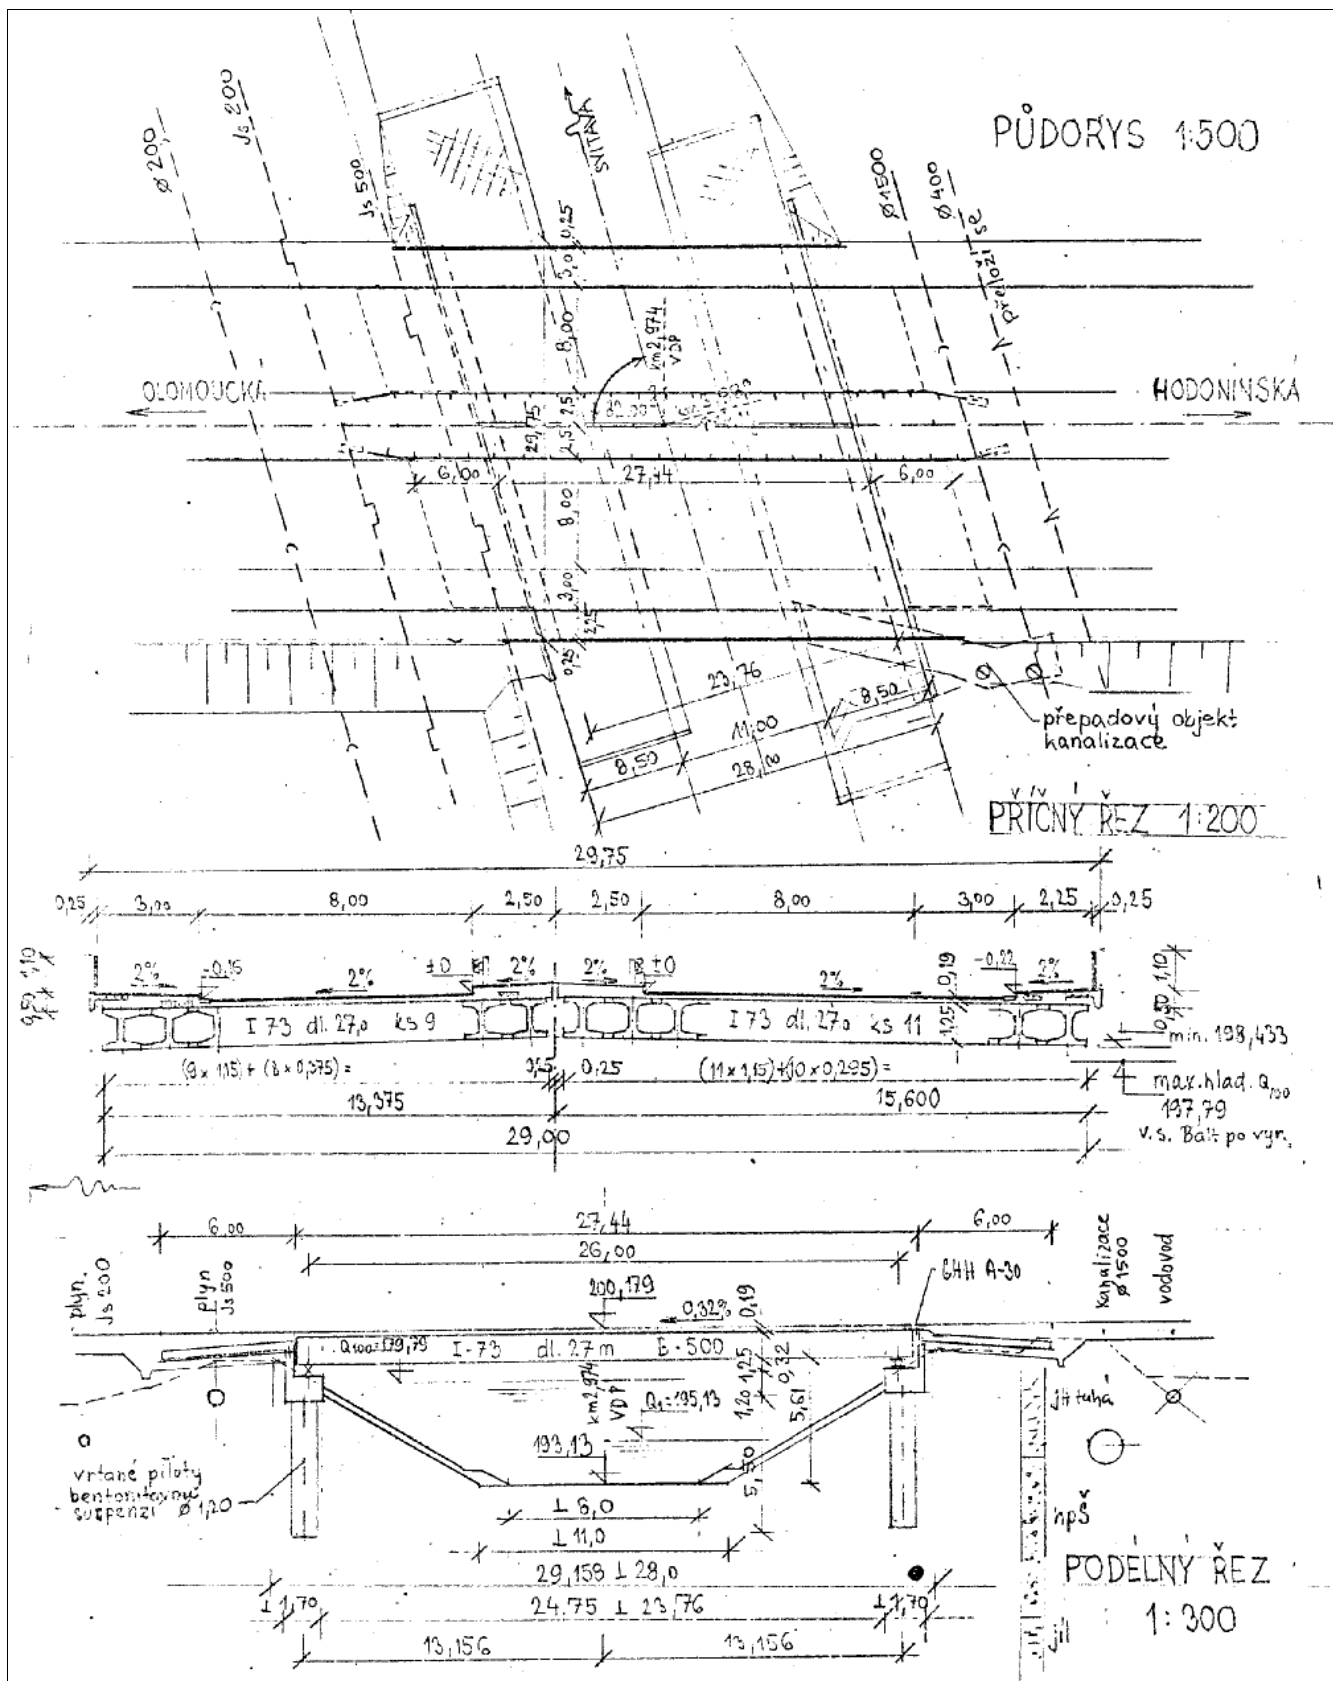 PŮDORYS 1:500
Ø 200
Js 200
Js 500
SVITAVA
Ø1500
Ø 400
přeloží se
0,25
3,0
8,00
km 2,974
VDP
OLOMOUCKÁ
HODONÍNSKÁ
2,5
29,75
2,5
6,00
27,44
6,00
8,00
3,00
2,25
0,25
23,76
8,50
11,00
8,50
přepadový objekt
kanalizace
PŘÍČNÝ ŘEZ 1:200
29,75
0,25
3,00
8,00
2,50
2,50
8,00
3,00
2,25
0,25
1,10
2%
2%
±0
2%
2%
±0
2%
0,19
-0,22
2%
1,10
0,50
I 73 dl. 27,0 ks 9
I 73 dl. 27,0 ks 11
1,25
min. 198,433
(9 x 1,15) + (8 x 0,375) =
0,25
(11 x 1,15)+(10 x 0,295) =
max. hlad. Q100
197,79
v.s. Balt po vyr.
13,375
15,600
29,00
6,00
27,44
6,00
26,00
GHH A-30
plyn.
Js 200
plyn
Js 500
200,179
0,32%
0,19
kanalizace
Ø 1500
vodovod
I-73 dl. 27 m b-500
1,25
0,32
1,20
5,61
km 2,974
VDP
Q1=195,13
193,13
5,50
jH tuhá
vrtané piloty
suspenzí Ø 1,20
⊥ 8,0
⊥ 11,0
hpŠ
29,158 ⊥ 28,0
PODÉLNÝ ŘEZ
1:300
⊥ 1,70
24.75 ⊥ 23,76
⊥ 1,70
jíl
13,156
13,156